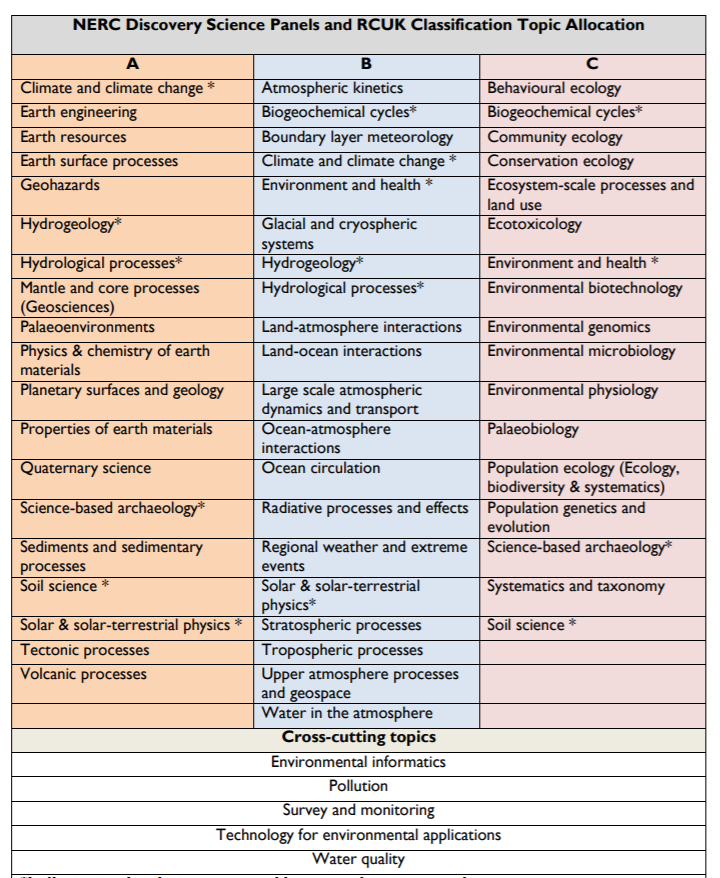 NERC Discovery Science Panels and RCUK Classification Topic Allocation
A B C
Climate and climate change * Atmospheric kinetics Behavioural ecology
Earth engineering Biogeochemical cycles* Biogeochemical cycles*
Earth resources Boundary layer meteorology Community ecology
Earth surface processes Climate and climate change * Conservation ecology
Geohazards Environment and health * Ecosystem-scale processes and
land use
Hydrogeology* Glacial and cryospheric Ecotoxicology
systems
Hydrological processes* Hydrogeology* Environment and health *
Mantle and core processes Hydrological processes* Environmental biotechnology
(Geosciences)
Palaeoenvironments Land-atmosphere interactions Environmental genomics
Physics & chemistry of earth Land-ocean interactions Environmental microbiology
materials
Planetary surfaces and geology Large scale atmospheric Environmental physiology
dynamics and transport
Properties of earth materials Ocean-atmosphere Palaeobiology
interactions
Quaternary science Ocean circulation Population ecology (Ecology,
biodiversity & systematics)
Science-based archaeology* Radiative processes and effects Population genetics and
evolution
Sediments and sedimentary Regional weather and extreme Science-based archaeology*
processes events
Soil science * Solar & solar-terrestrial Systematics and taxonomy
physics*
Solar & solar-terrestrial physics * Stratospheric processes Soil science *
Tectonic processes Tropospheric processes
Volcanic processes Upper atmosphere processes
and geospace
Water in the atmosphere
Cross-cutting topics
Environmental informatics
Pollution
Survey and monitoring
Technology for environmental applications
Water quality